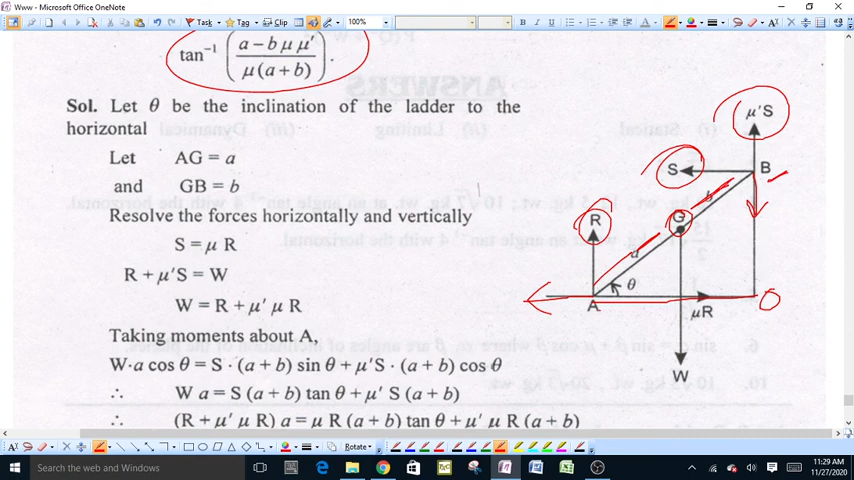 Www - Microsoft Office OneNote
Task
Tag
Clip
100%
B I U
tan⁻¹ ( (a − b μ μ′) / (μ (a + b)) ).
Sol. Let θ be the inclination of the ladder to the
horizontal
Let AG = a
and GB = b
Resolve the forces horizontally and vertically
S = μ R
R + μ′S = W
W = R + μ′ μ R
Taking moments about A,
W·a cos θ = S · (a + b) sin θ + μ′S · (a + b) cos θ
∴ W a = S (a + b) tan θ + μ′ S (a + b)
∴ (R + μ′ μ R) a = μ R (a + b) tan θ + μ′ μ R (a + b)
μ′S
S
B
b
R
G
a
θ
A
μR
O
W
Rotate
Search the web and Windows
11:29 AM
11/27/2020